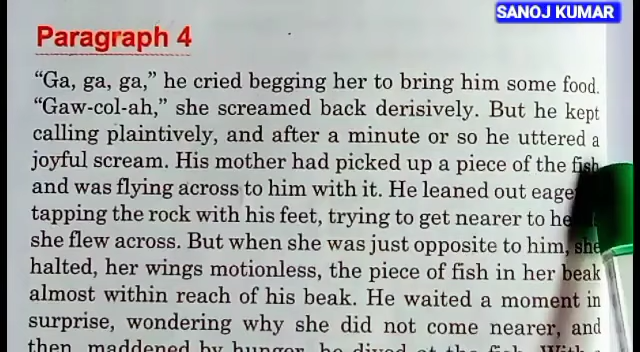 SANOJ KUMAR
Paragraph 4
“Ga, ga, ga,” he cried begging her to bring him some food.
“Gaw-col-ah,” she screamed back derisively. But he kept
calling plaintively, and after a minute or so he uttered a
joyful scream. His mother had picked up a piece of the fish
and was flying across to him with it. He leaned out
tapping the rock with his feet, trying to get nearer to
she flew across. But when she was just opposite to him, she
halted, her wings motionless, the piece of fish in her beak
almost within reach of his beak. He waited a moment in
surprise, wondering why she did not come nearer, and
then, maddened by hunger, he dived at the fish. With a